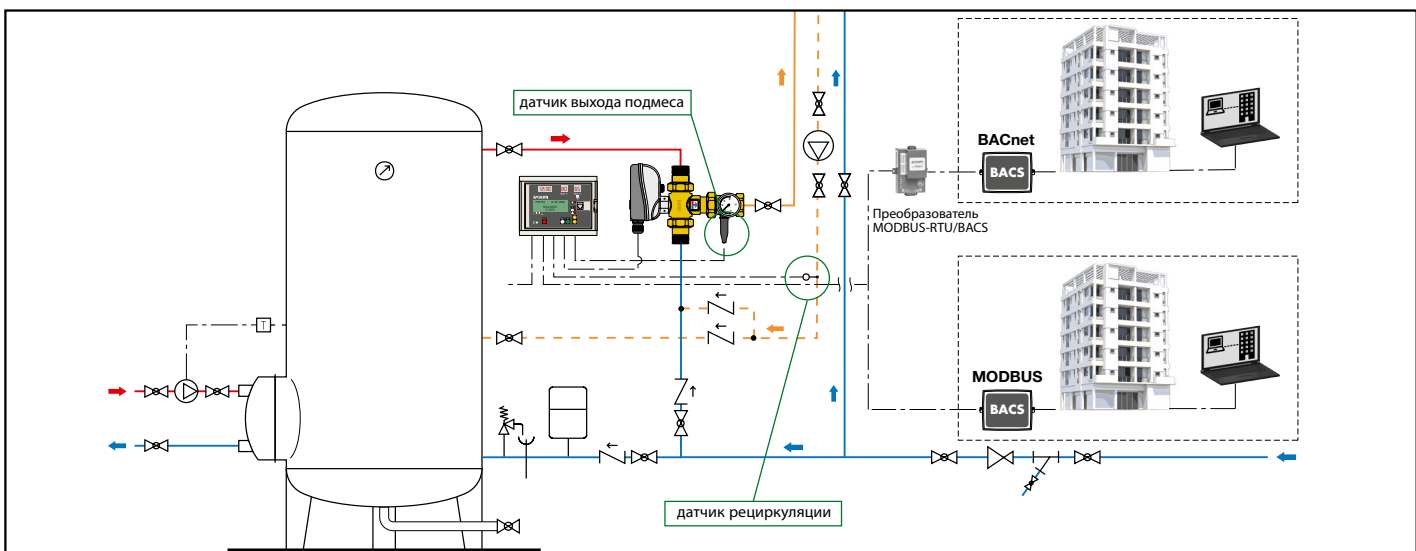 датчик выхода подмеса
BACnet
BACS
Преобразователь
MODBUS-RTU/BACS
T
MODBUS
BACS
датчик рециркуляции